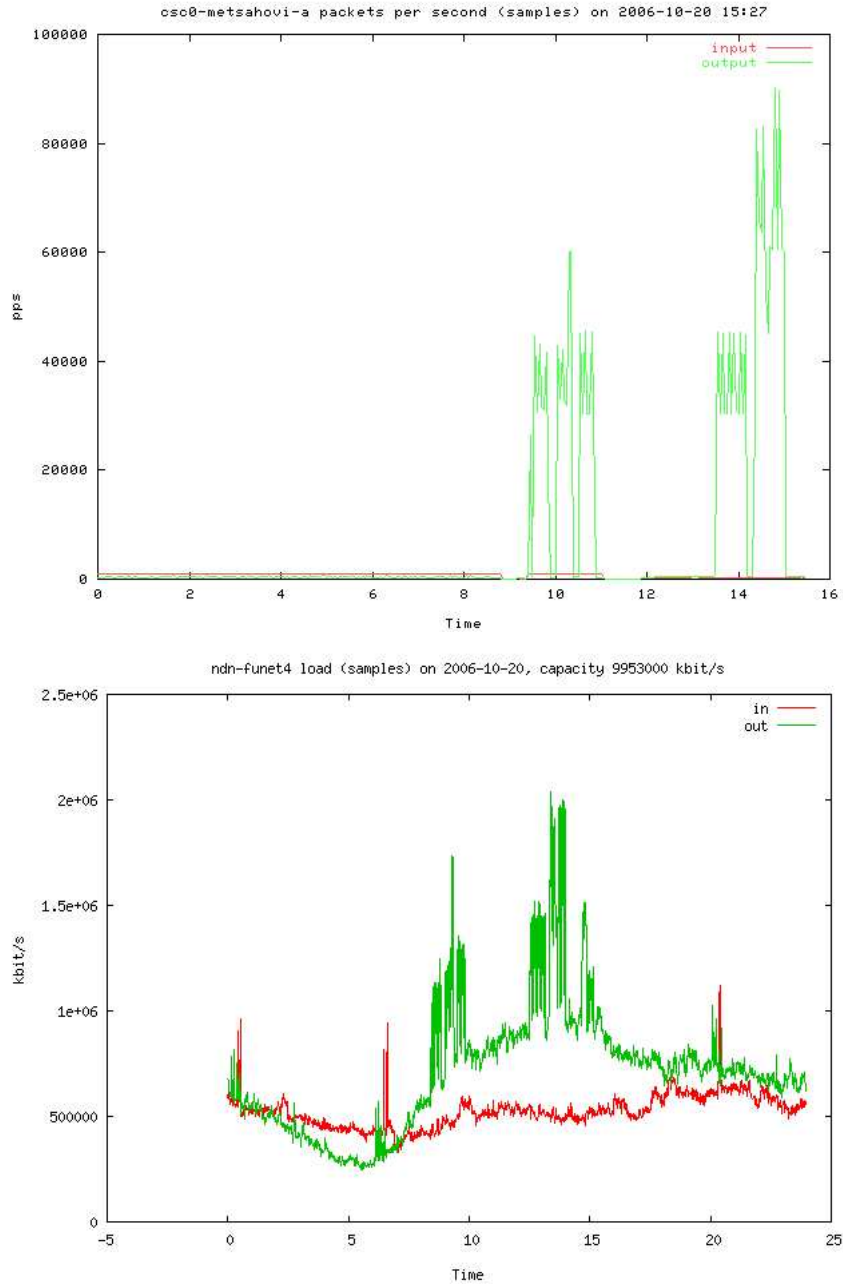 csc0-metsahovi-a packets per second (samples) on 2006-10-20 15:27
100000
input
output
80000
60000
pps
40000
20000
0
0 2 4 6 8 10 12 14 16
Time
ndn-funet4 load (samples) on 2006-10-20, capacity 9953000 kbit/s
2.5e+06
in
out
2e+06
1.5e+06
kbit/s
1e+06
500000
0
-5 0 5 10 15 20 25
Time